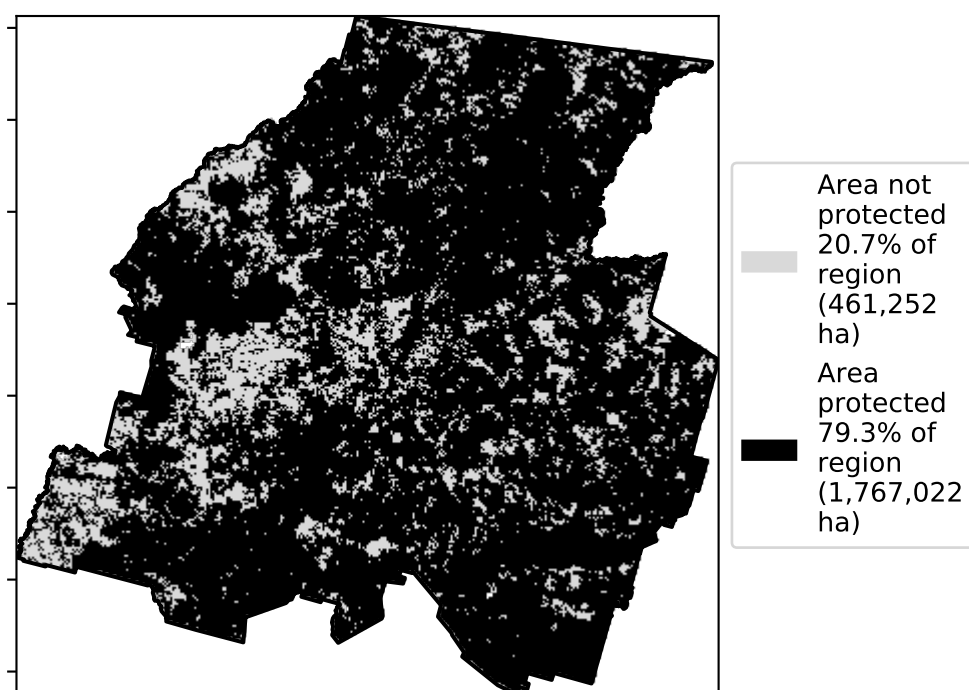 Area not
protected
20.7% of
region
(461,252
ha)
Area
protected
79.3% of
region
(1,767,022
ha)